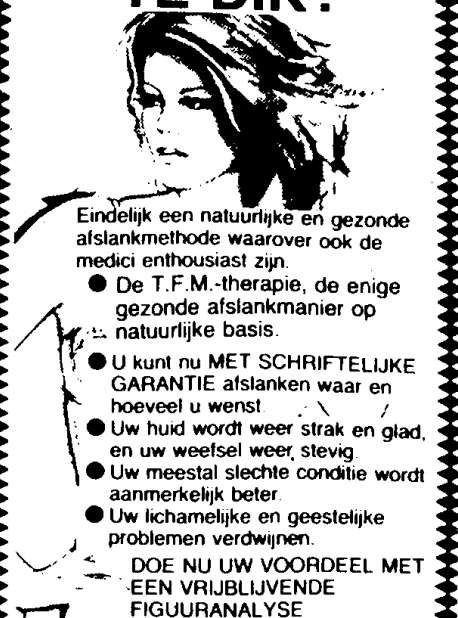 TE DIK?
Eindelijk een natuurlijke en gezonde
afslankmethode waarover ook de
medici enthousiast zijn.
● De T.F.M.-therapie, de enige
gezonde afslankmanier op
natuurlijke basis.
● U kunt nu MET SCHRIFTELIJKE
GARANTIE afslanken waar en
hoeveel u wenst.
● Uw huid wordt weer strak en glad,
en uw weefsel weer stevig.
● Uw meestal slechte conditie wordt
aanmerkelijk beter.
● Uw lichamelijke en geestelijke
problemen verdwijnen.
DOE NU UW VOORDEEL MET
EEN VRIJBLIJVENDE
FIGUURANALYSE